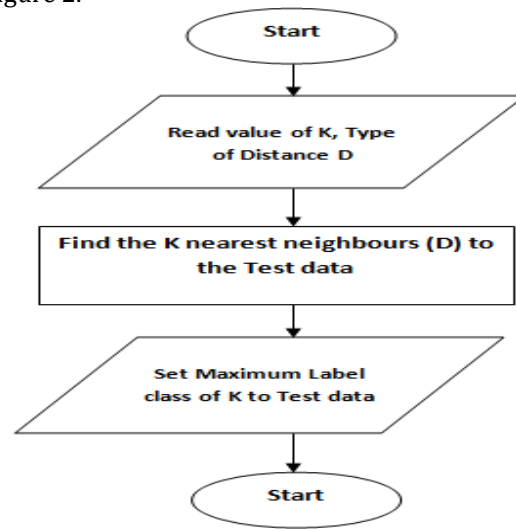 igure 2.
Start
Read value of K, Type
of Distance D
Find the K nearest neighbours (D) to
the Test data
Set Maximum Label
class of K to Test data
Start